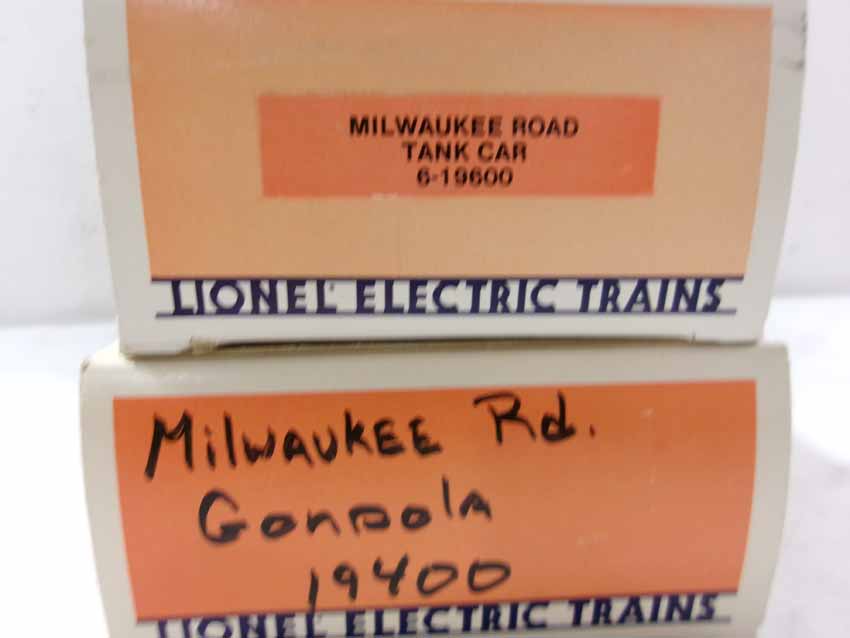 MILWAUKEE ROAD
TANK CAR
6-19600
LIONEL ELECTRIC TRAINS
MilwAUKEE Rd.
GonDolA
19400
LIONEL ELECTRIC TRAINS